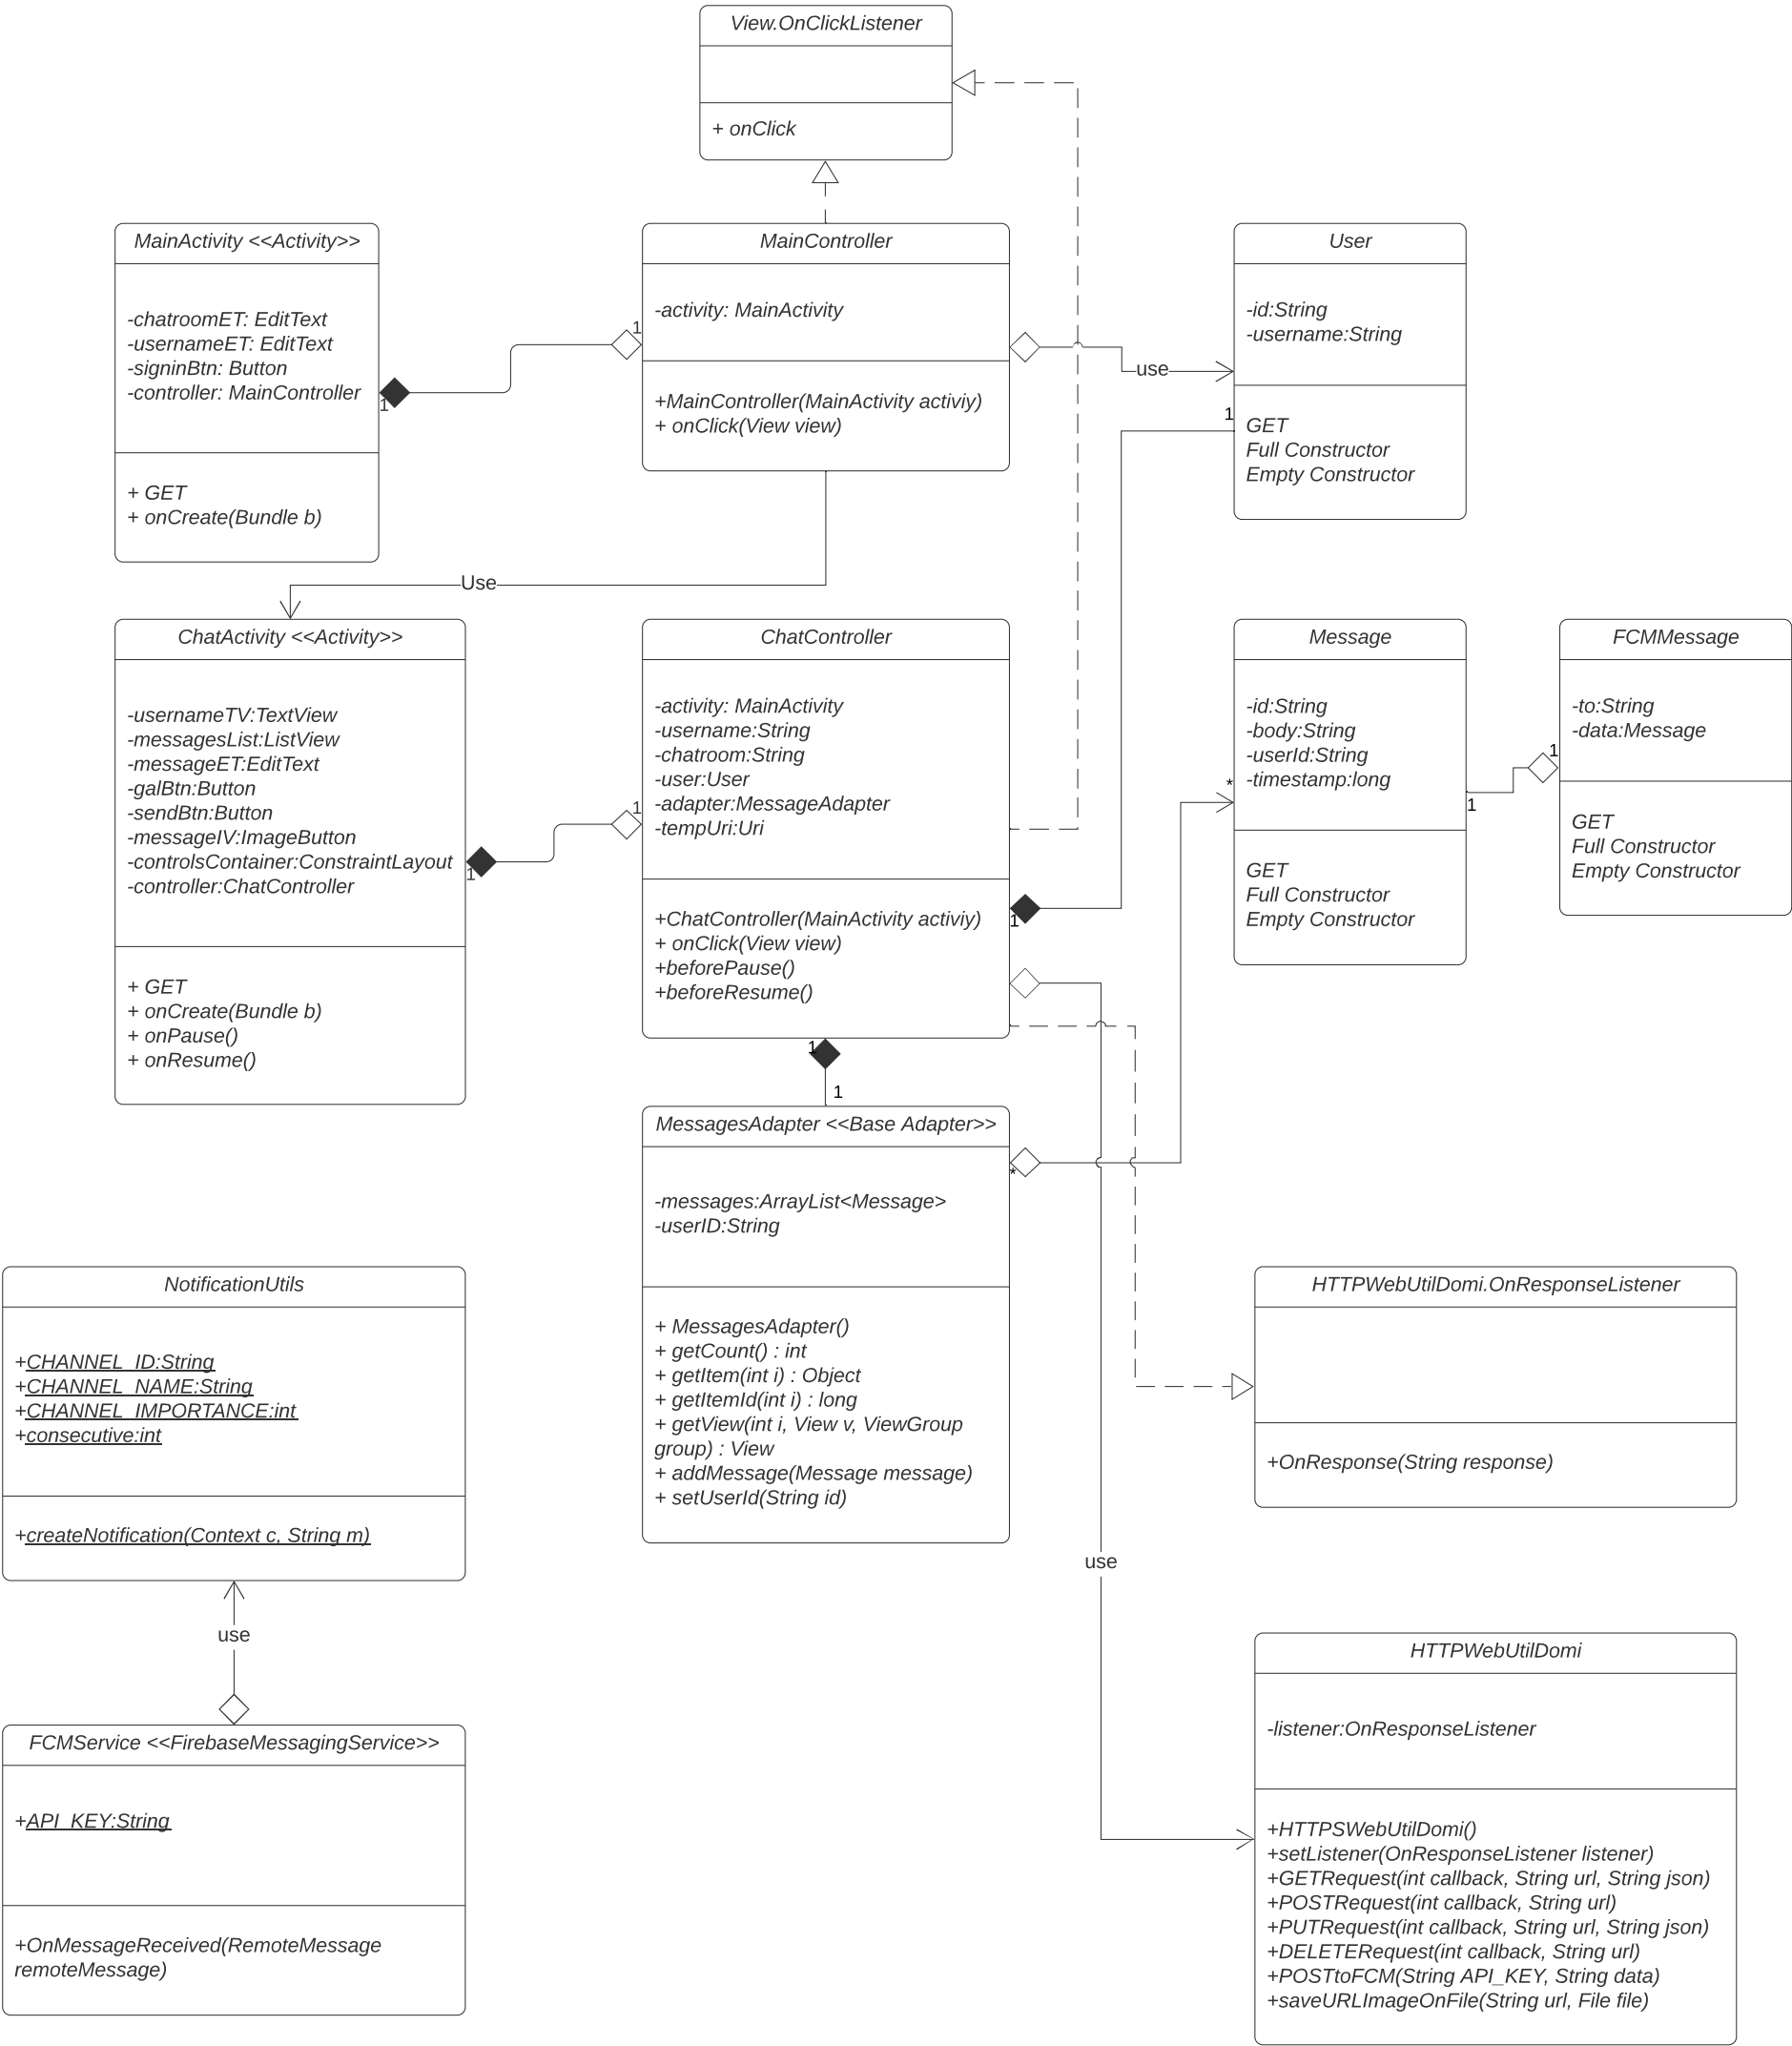 View.OnClickListener
+ onClick
MainActivity <<Activity>>
-chatroomET: EditText
-usernameET: EditText
-signinBtn: Button
-controller: MainController
+ GET
+ onCreate(Bundle b)
1
1
MainController
-activity: MainActivity
+MainController(MainActivity activiy)
+ onClick(View view)
use
User
-id:String
-username:String
GET
Full Constructor
Empty Constructor
1
Use
ChatActivity <<Activity>>
-usernameTV:TextView
-messagesList:ListView
-messageET:EditText
-galBtn:Button
-sendBtn:Button
-messageIV:ImageButton
-controlsContainer:ConstraintLayout
-controller:ChatController
+ GET
+ onCreate(Bundle b)
+ onPause()
+ onResume()
1
1
ChatController
-activity: MainActivity
-username:String
-chatroom:String
-user:User
-adapter:MessageAdapter
-tempUri:Uri
+ChatController(MainActivity activiy)
+ onClick(View view)
+beforePause()
+beforeResume()
1
1
1
Message
-id:String
-body:String
-userId:String
-timestamp:long
GET
Full Constructor
Empty Constructor
*
1
1
FCMMessage
-to:String
-data:Message
GET
Full Constructor
Empty Constructor
MessagesAdapter <<Base Adapter>>
-messages:ArrayList<Message>
-userID:String
+ MessagesAdapter()
+ getCount() : int
+ getItem(int i) : Object
+ getItemId(int i) : long
+ getView(int i, View v, ViewGroup
group) : View
+ addMessage(Message message)
+ setUserId(String id)
*
NotificationUtils
+CHANNEL_ID:String
+CHANNEL_NAME:String
+CHANNEL_IMPORTANCE:int
+consecutive:int
+createNotification(Context c, String m)
HTTPWebUtilDomi.OnResponseListener
+OnResponse(String response)
use
use
FCMService <<FirebaseMessagingService>>
+API_KEY:String
+OnMessageReceived(RemoteMessage
remoteMessage)
HTTPWebUtilDomi
-listener:OnResponseListener
+HTTPSWebUtilDomi()
+setListener(OnResponseListener listener)
+GETRequest(int callback, String url, String json)
+POSTRequest(int callback, String url)
+PUTRequest(int callback, String url, String json)
+DELETERequest(int callback, String url)
+POSTtoFCM(String API_KEY, String data)
+saveURLImageOnFile(String url, File file)